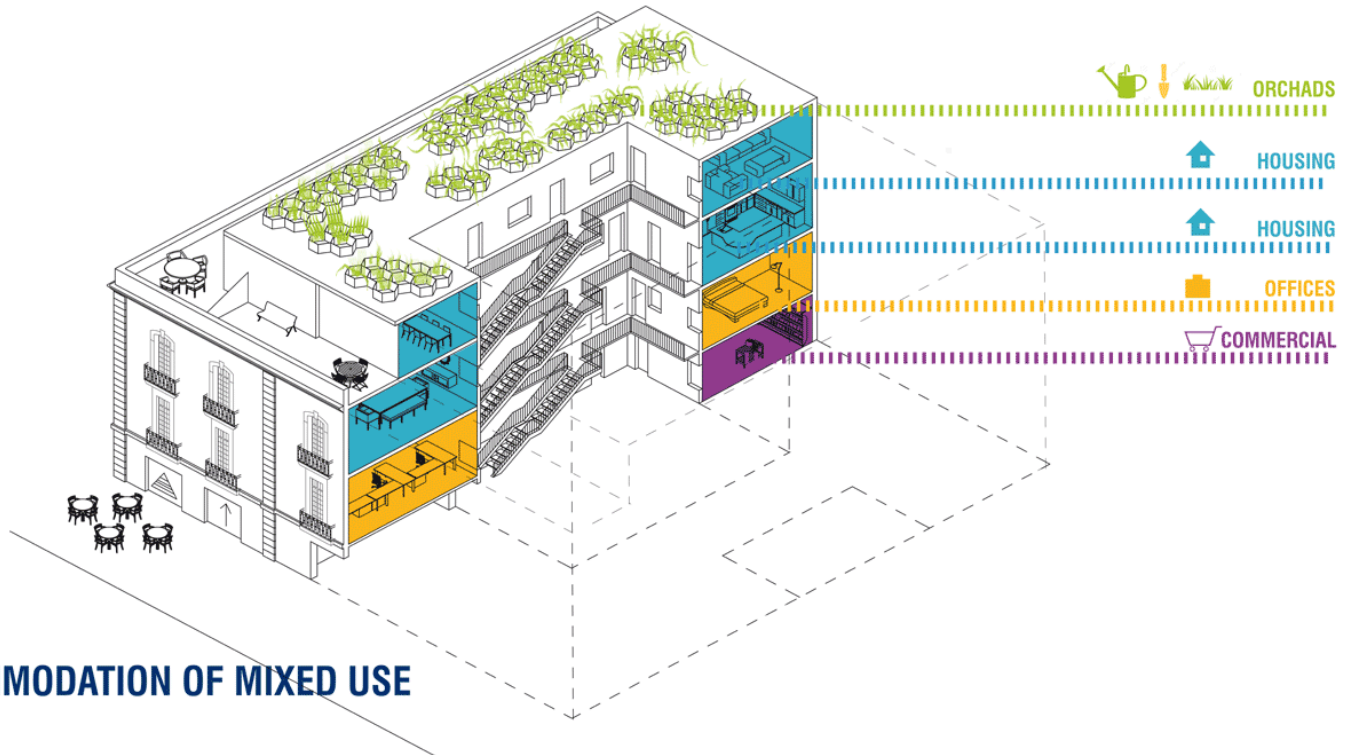 ORCHADS
HOUSING
HOUSING
OFFICES
COMMERCIAL
MODATION OF MIXED USE